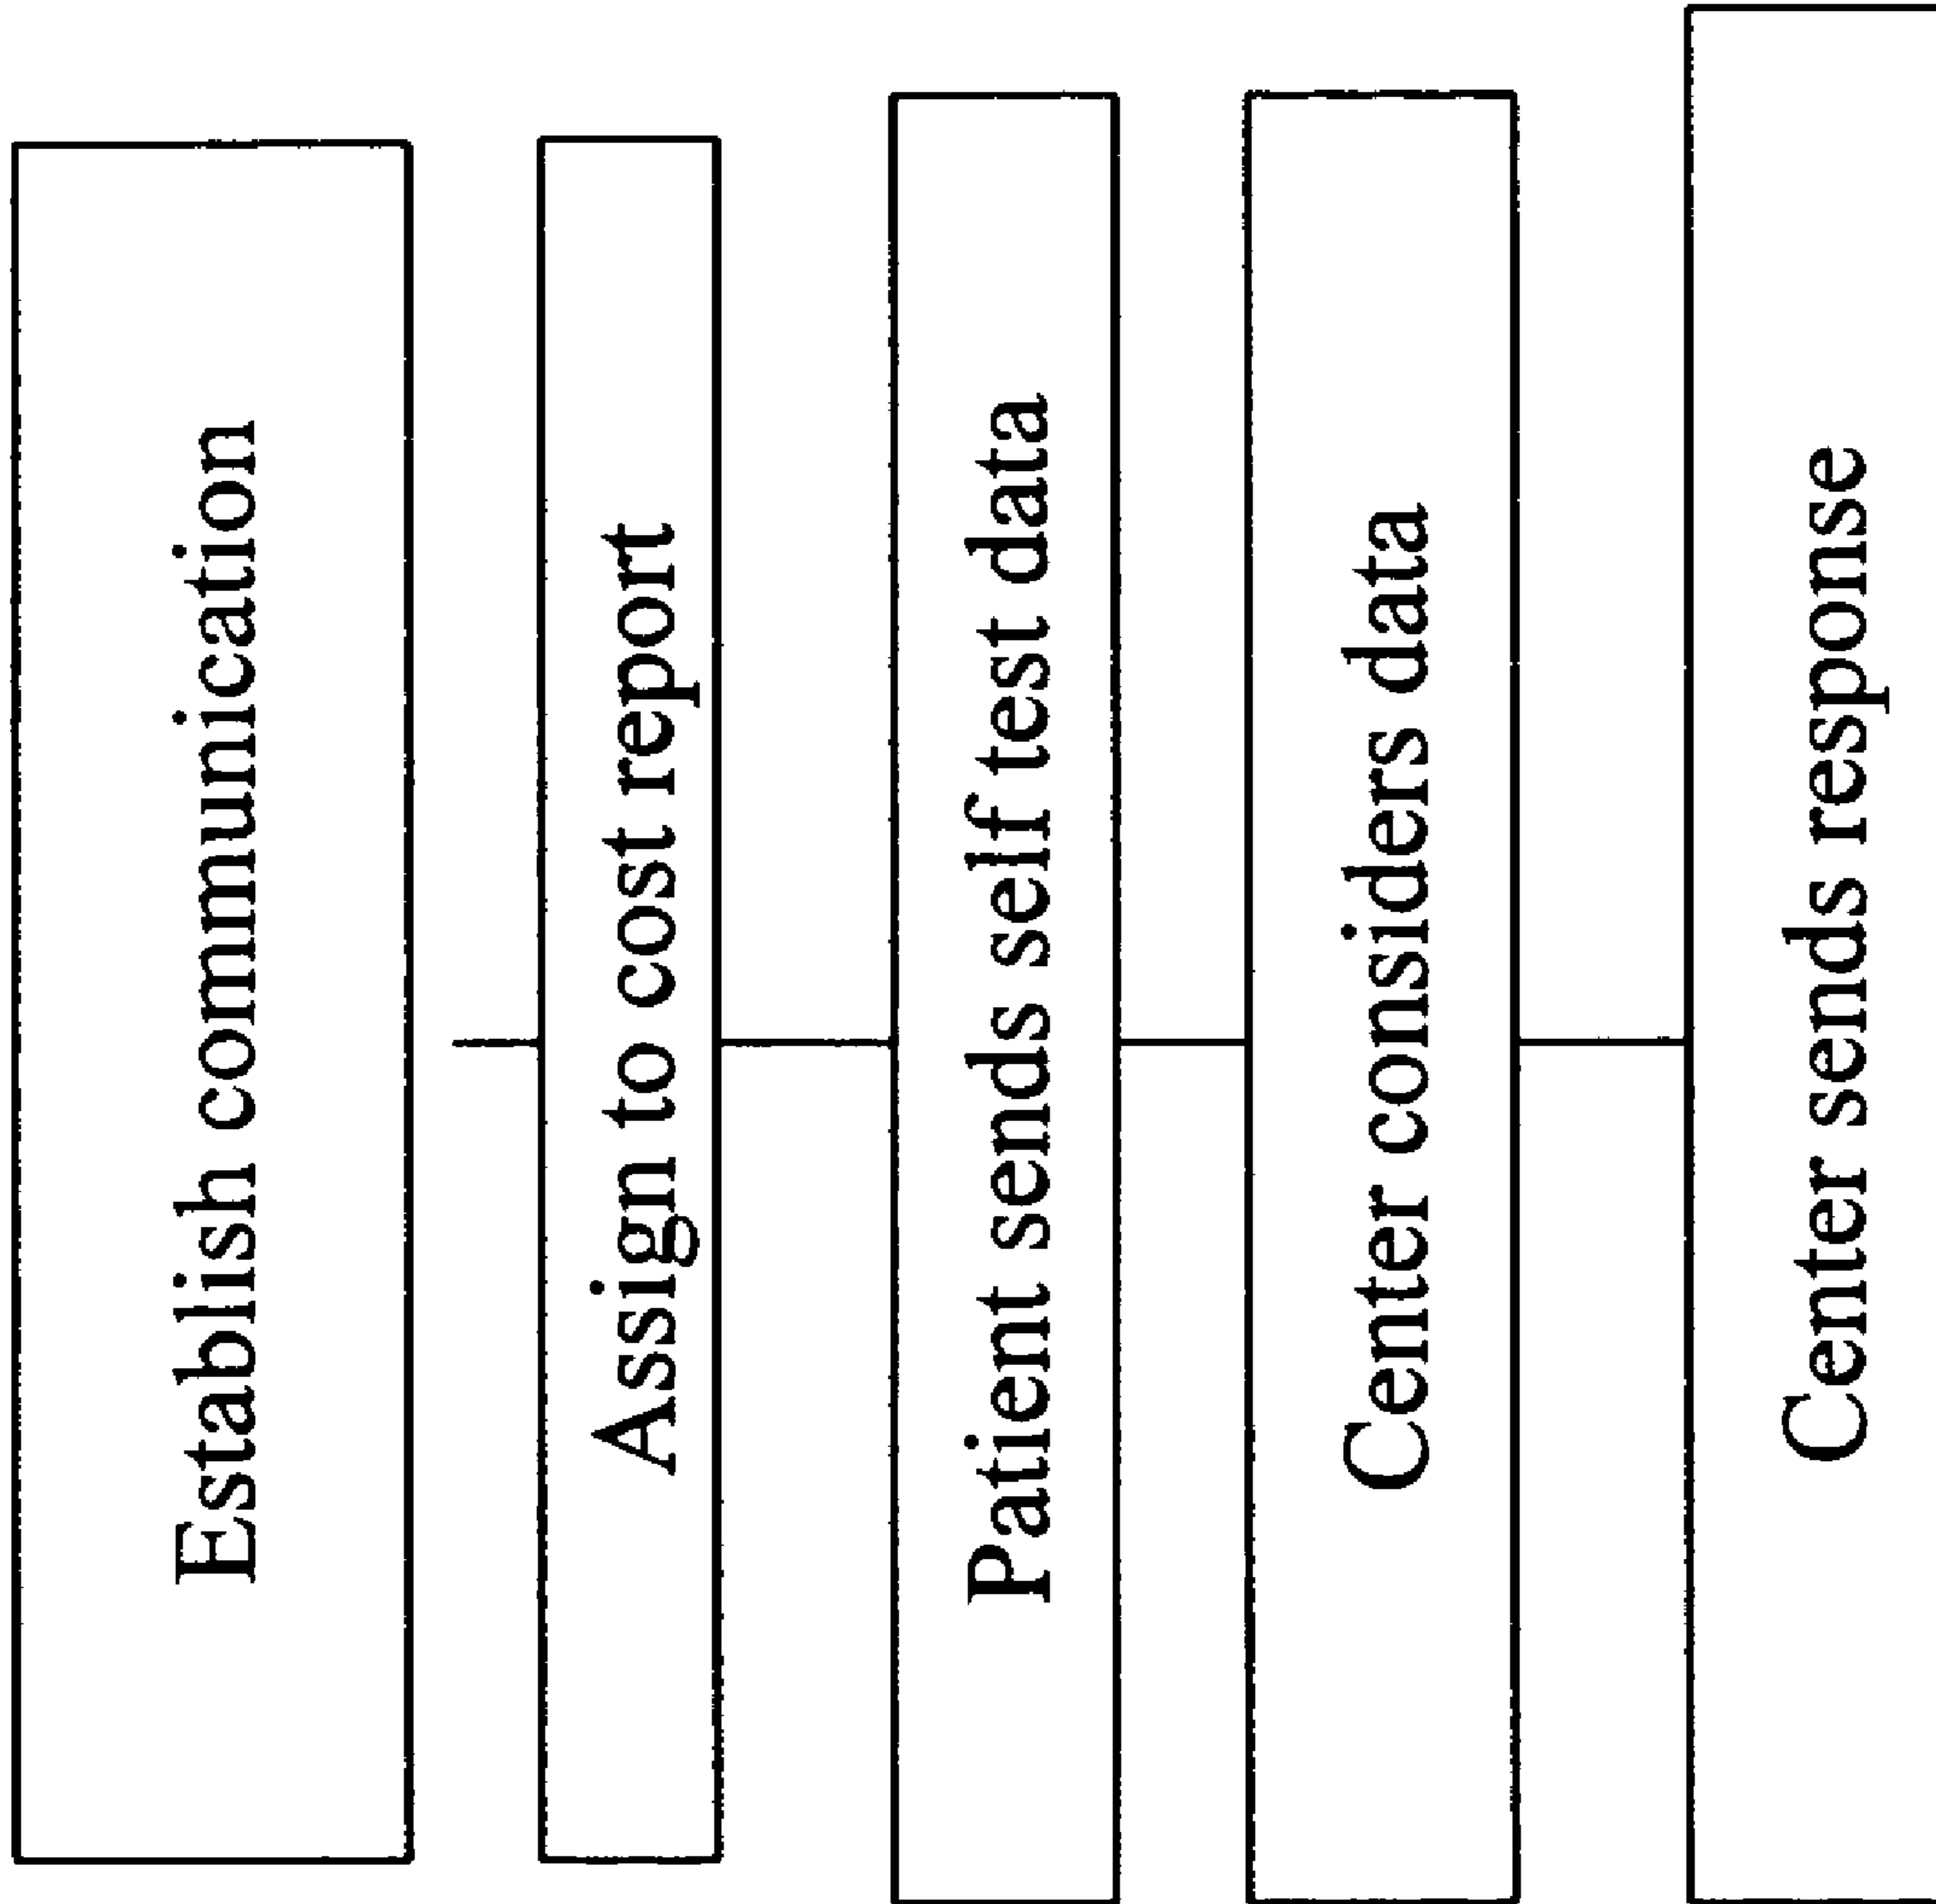 Establish communication
Assign to cost report
Patient sends self test data
Center considers data
Center sends response